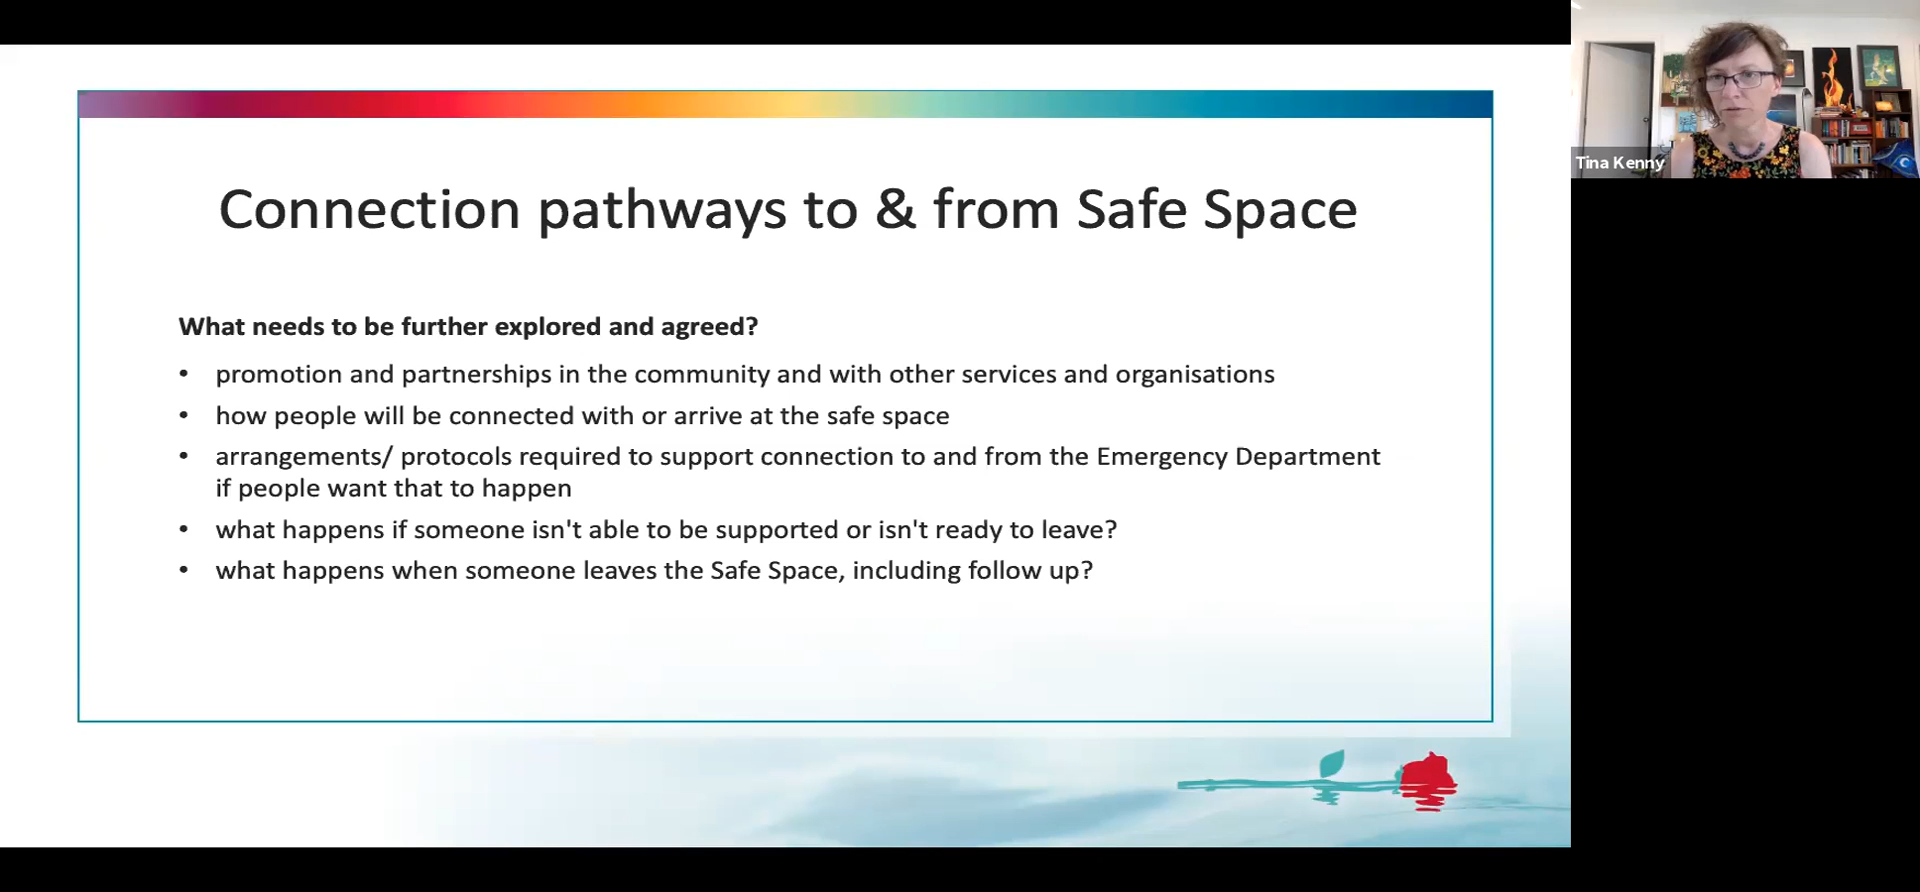 Connection pathways to & from Safe Space
What needs to be further explored and agreed?
• promotion and partnerships in the community and with other services and organisations
• how people will be connected with or arrive at the safe space
• arrangements/ protocols required to support connection to and from the Emergency Department
if people want that to happen
• what happens if someone isn't able to be supported or isn't ready to leave?
• what happens when someone leaves the Safe Space, including follow up?
Tina Kenny